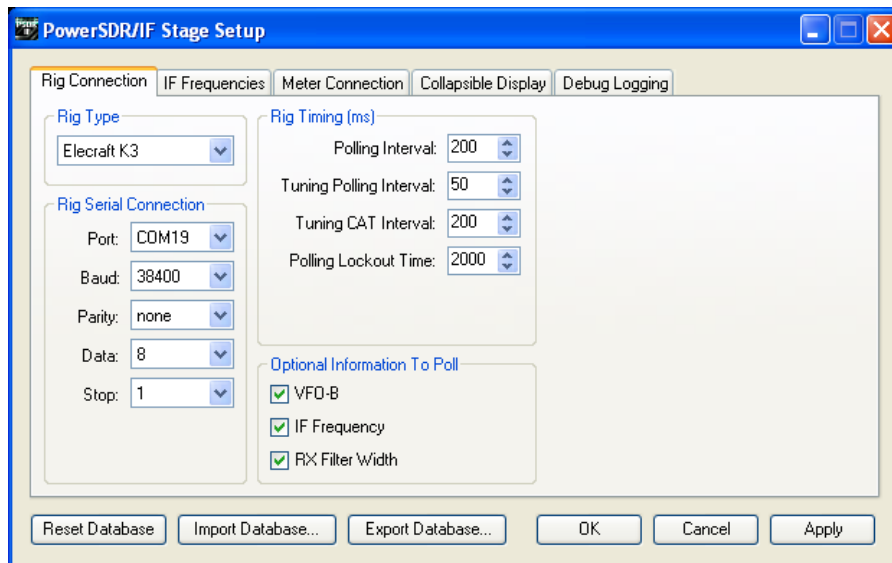 PowerSDR/IF Stage Setup
Rig Connection IF Frequencies Meter Connection Collapsible Display Debug Logging
Rig Type
Elecraft K3
Rig Serial Connection
Port: COM19
Baud: 38400
Parity: none
Data: 8
Stop: 1
Rig Timing (ms)
Polling Interval: 200
Tuning Polling Interval: 50
Tuning CAT Interval: 200
Polling Lockout Time: 2000
Optional Information To Poll
VFO-B
IF Frequency
RX Filter Width
Reset Database Import Database... Export Database... OK Cancel Apply